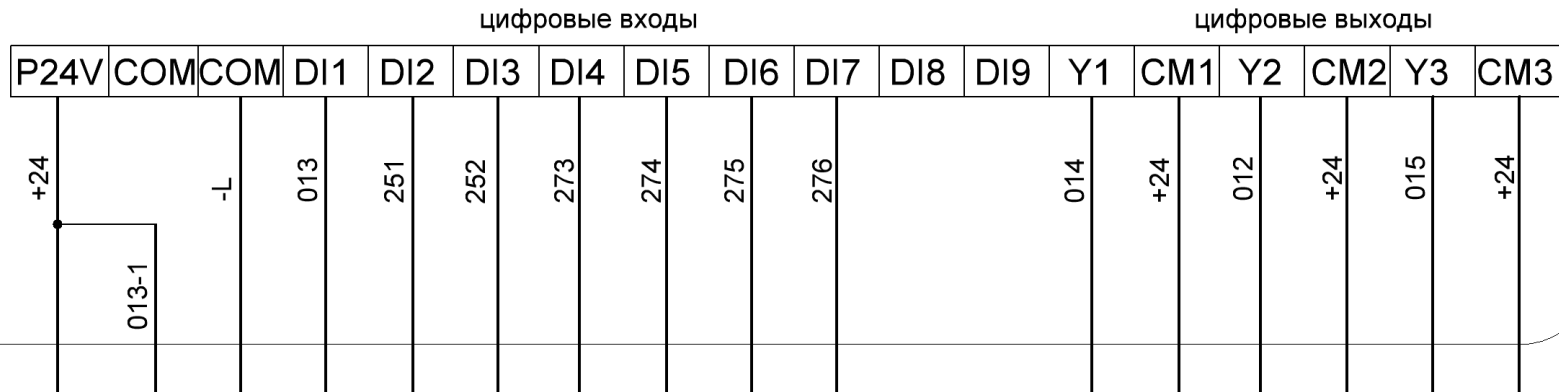 цифровые входы цифровые выходы
P24V COM COM DI1 DI2 DI3 DI4 DI5 DI6 DI7 DI8 DI9 Y1 CM1 Y2 CM2 Y3 CM3
+24 -L 013 251 252 273 274 275 276 014 +24 012 +24 015 +24
013-1